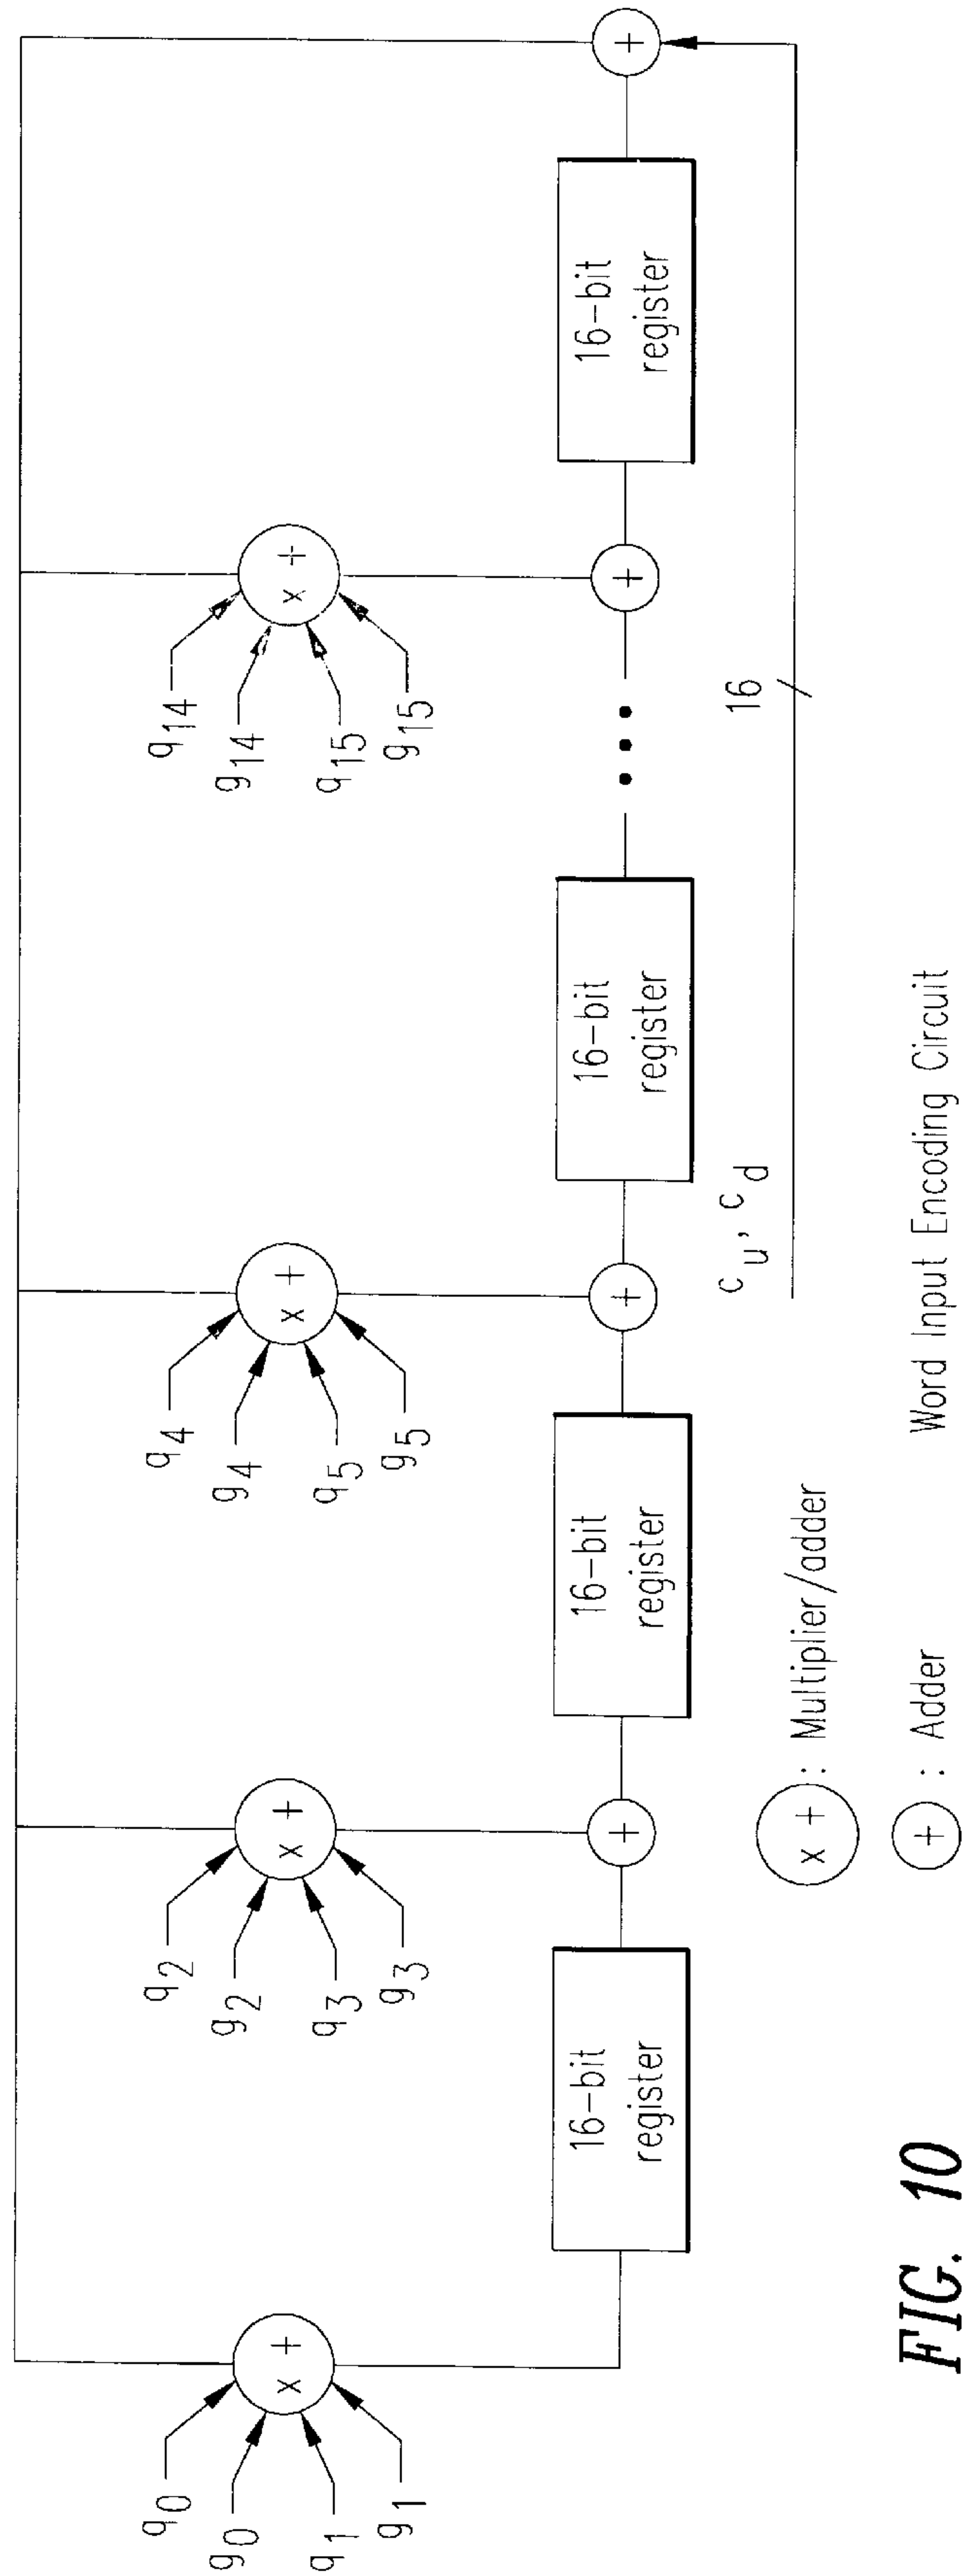 q0
g0
q1
g1
x +
q2
g2
q3
g3
x +
q4
g4
q5
g5
x +
q14
g14
q15
g15
x +
16-bit
register
+
16-bit
register
+
16-bit
register
+
16-bit
register
+
cu, cd
16
x + : Multiplier/adder
+ : Adder
Word Input Encoding Circuit
FIG. 10